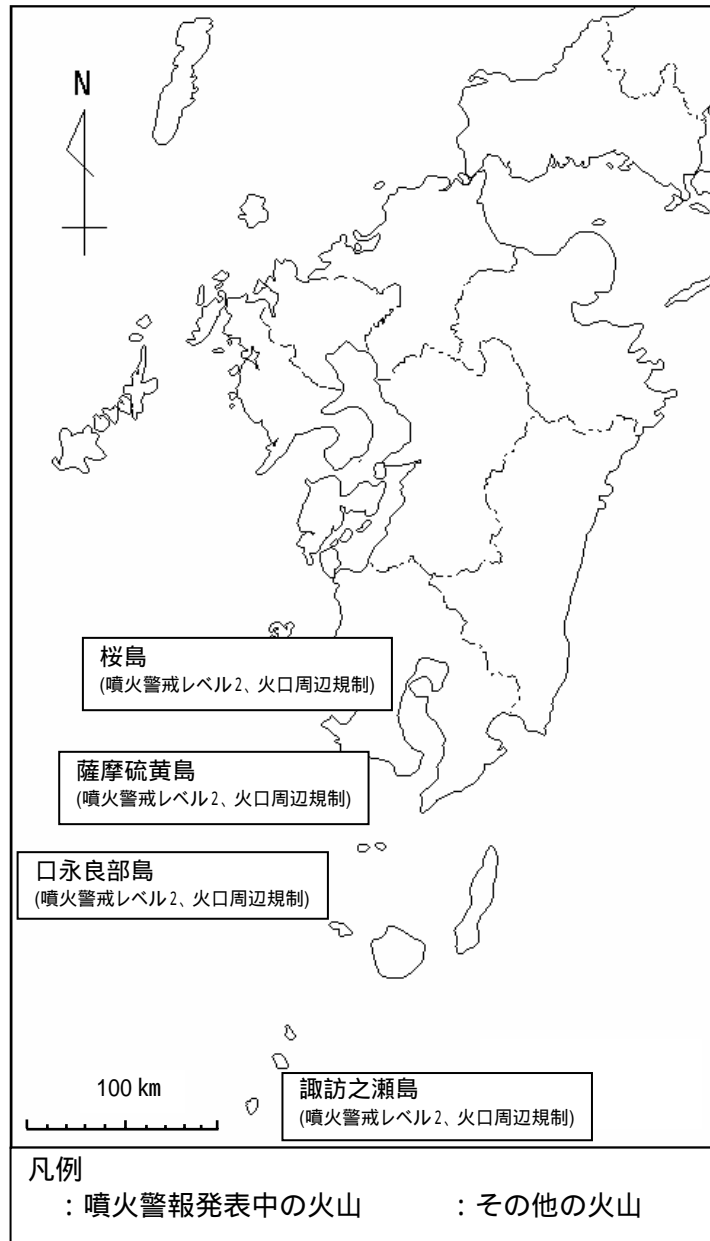 N
桜島
(噴火警戒レベル2、火口周辺規制)
薩摩硫黄島
(噴火警戒レベル2、火口周辺規制)
口永良部島
(噴火警戒レベル2、火口周辺規制)
諏訪之瀬島
(噴火警戒レベル2、火口周辺規制)
100 km
凡例
：噴火警報発表中の火山　　：その他の火山